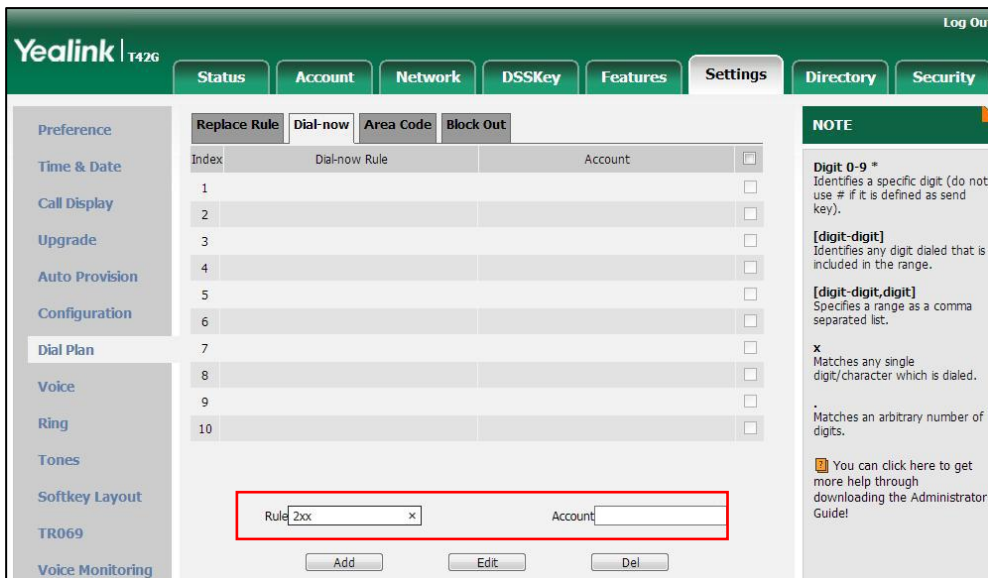 Log Ou
Yealink | T42G
Status Account Network DSSKey Features Settings Directory Security
Preference
Time & Date
Call Display
Upgrade
Auto Provision
Configuration
Dial Plan
Voice
Ring
Tones
Softkey Layout
TR069
Voice Monitoring
Replace Rule Dial-now Area Code Block Out
Index Dial-now Rule Account
1
2
3
4
5
6
7
8
9
10
Rule 2xx × Account
Add Edit Del
NOTE
Digit 0-9 *
Identifies a specific digit (do not
use # if it is defined as send
key).
[digit-digit]
Identifies any digit dialed that is
included in the range.
[digit-digit,digit]
Specifies a range as a comma
separated list.
x
Matches any single
digit/character which is dialed.
.
Matches an arbitrary number of
digits.
? You can click here to get
more help through
downloading the Administrator
Guide!